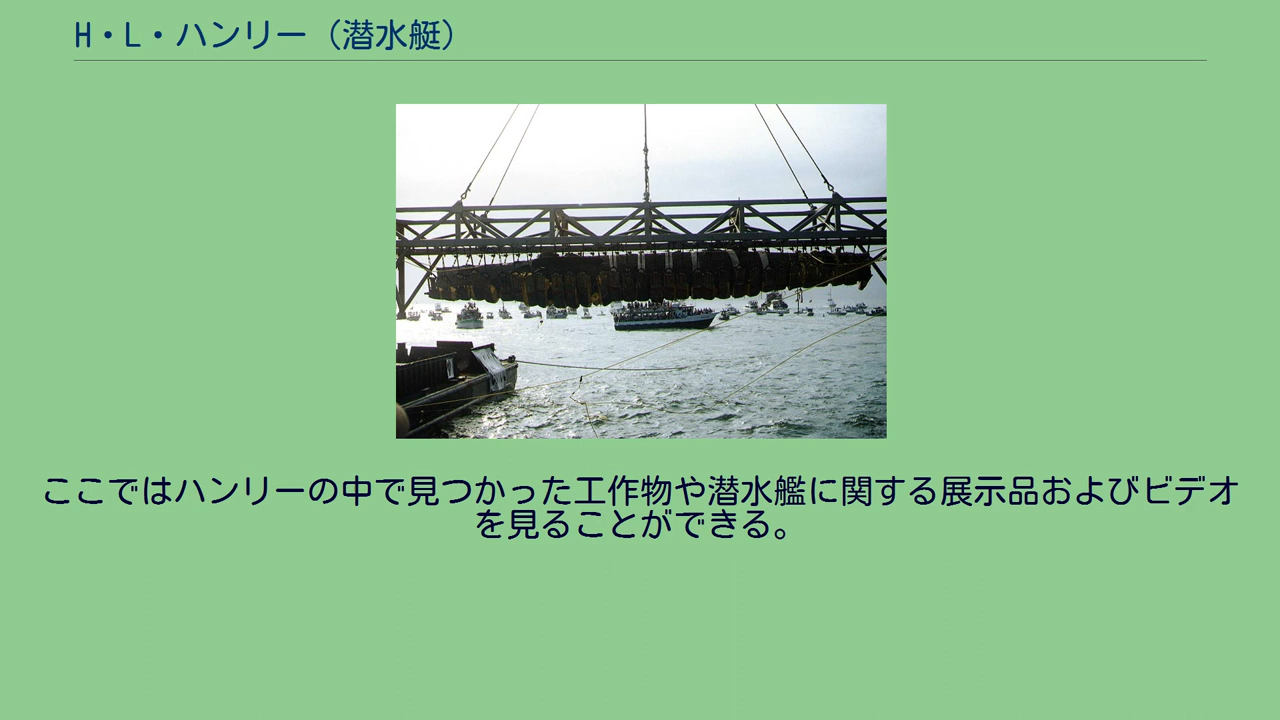 H・L・ハンリー（潜水艇）
ここではハンリーの中で見つかった工作物や潜水艦に関する展示品およびビデオ
を見ることができる。